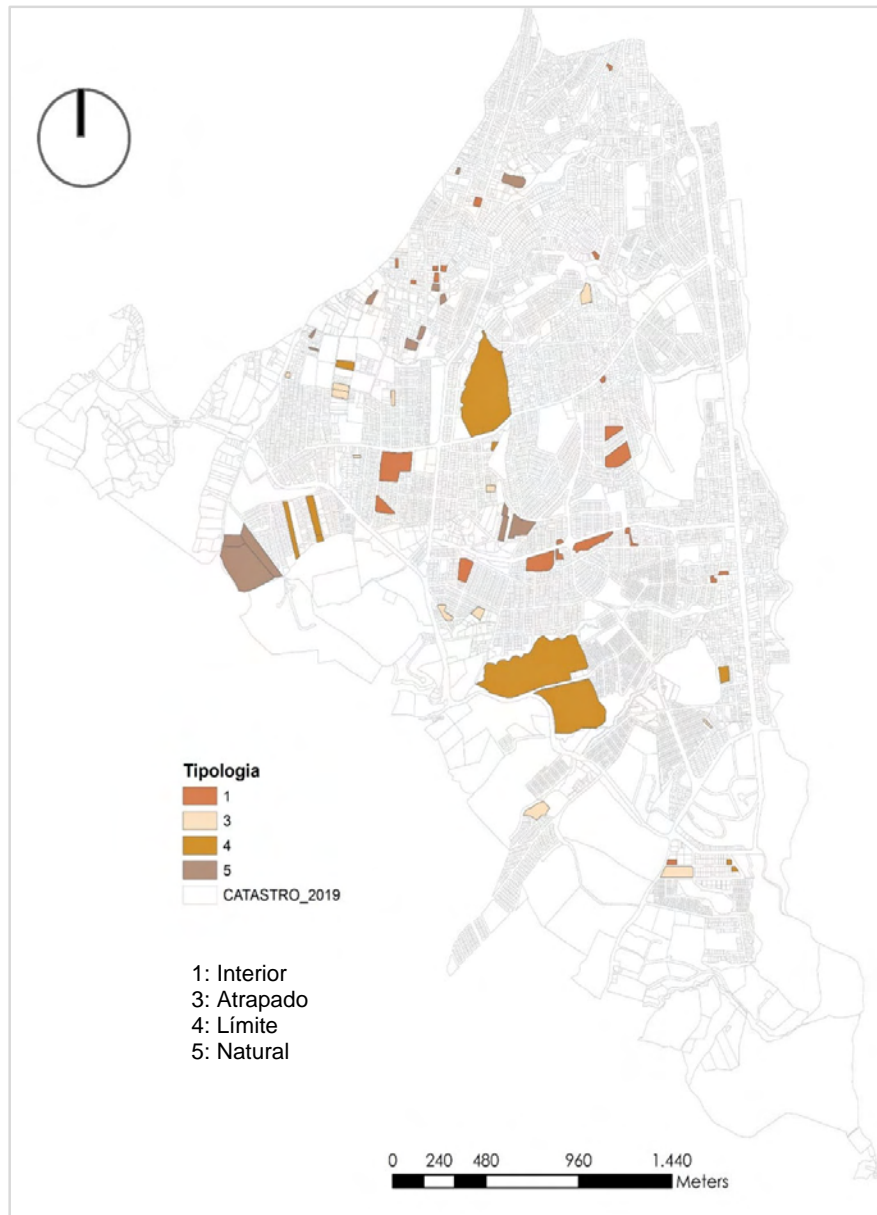 Tipologia
1
3
4
5
CATASTRO_2019
1: Interior
3: Atrapado
4: Límite
5: Natural
0 240 480 960 1.440
Meters